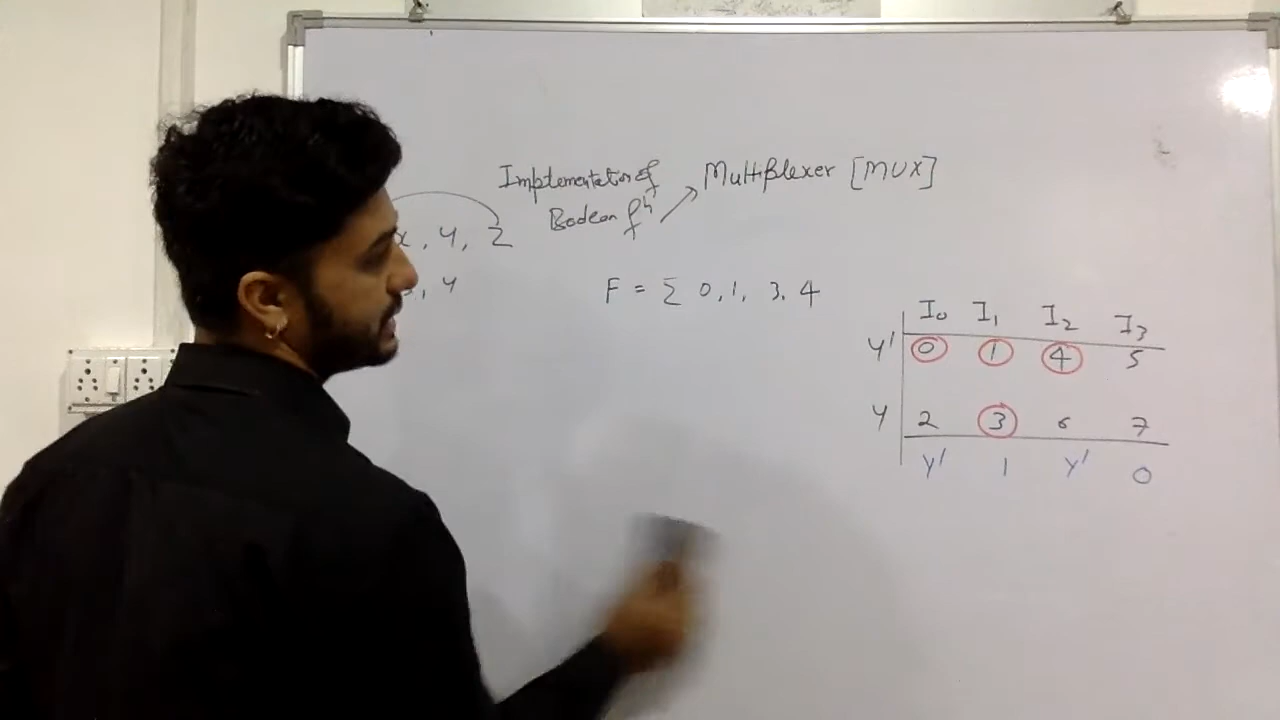 Implementation of
Boolean fⁿ → Multiplexer [MUX]
x, y, z
, y
F = Σ 0, 1, 3, 4
I₀ I₁ I₂ I₃
y' 0 1 4 5
y 2 3 6 7
y' 1 y' 0